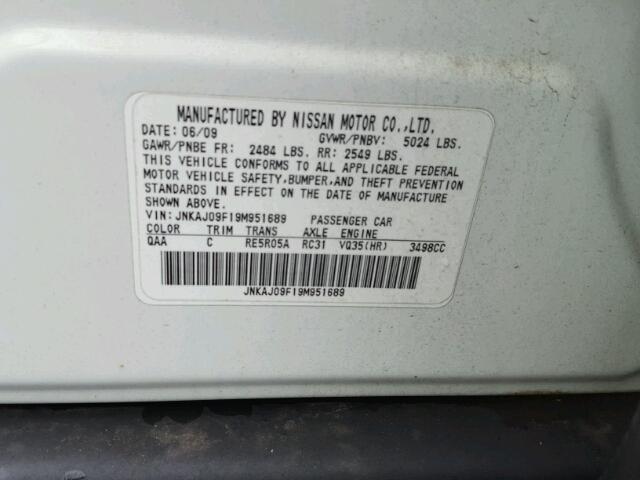 MANUFACTURED BY NISSAN MOTOR CO.,LTD.
DATE: 06/09 GVWR/PNBV: 5024 LBS.
GAWR/PNBE FR: 2484 LBS. RR: 2549 LBS.
THIS VEHICLE CONFORMS TO ALL APPLICABLE FEDERAL
MOTOR VEHICLE SAFETY, BUMPER, AND THEFT PREVENTION
STANDARDS IN EFFECT ON THE DATE OF MANUFACTURE
SHOWN ABOVE.
VIN: JNKAJ09F19M951689 PASSENGER CAR
COLOR TRIM TRANS AXLE ENGINE
QAA C RE5R05A RC31 VQ35(HR) 3498CC
JNKAJ09F19M951689